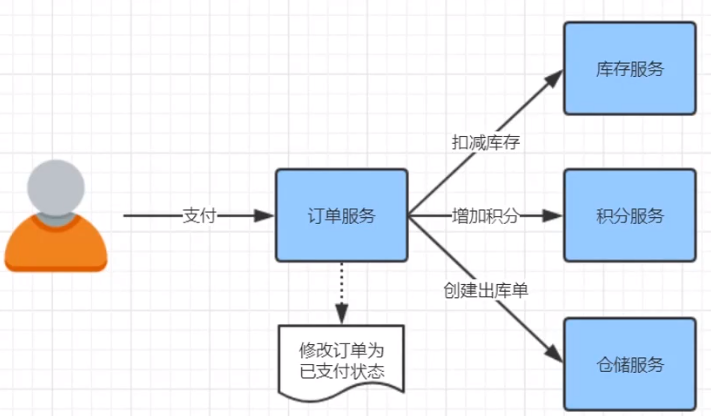 库存服务
扣减库存
支付
订单服务
增加积分
积分服务
创建出库单
修改订单为
已支付状态
仓储服务